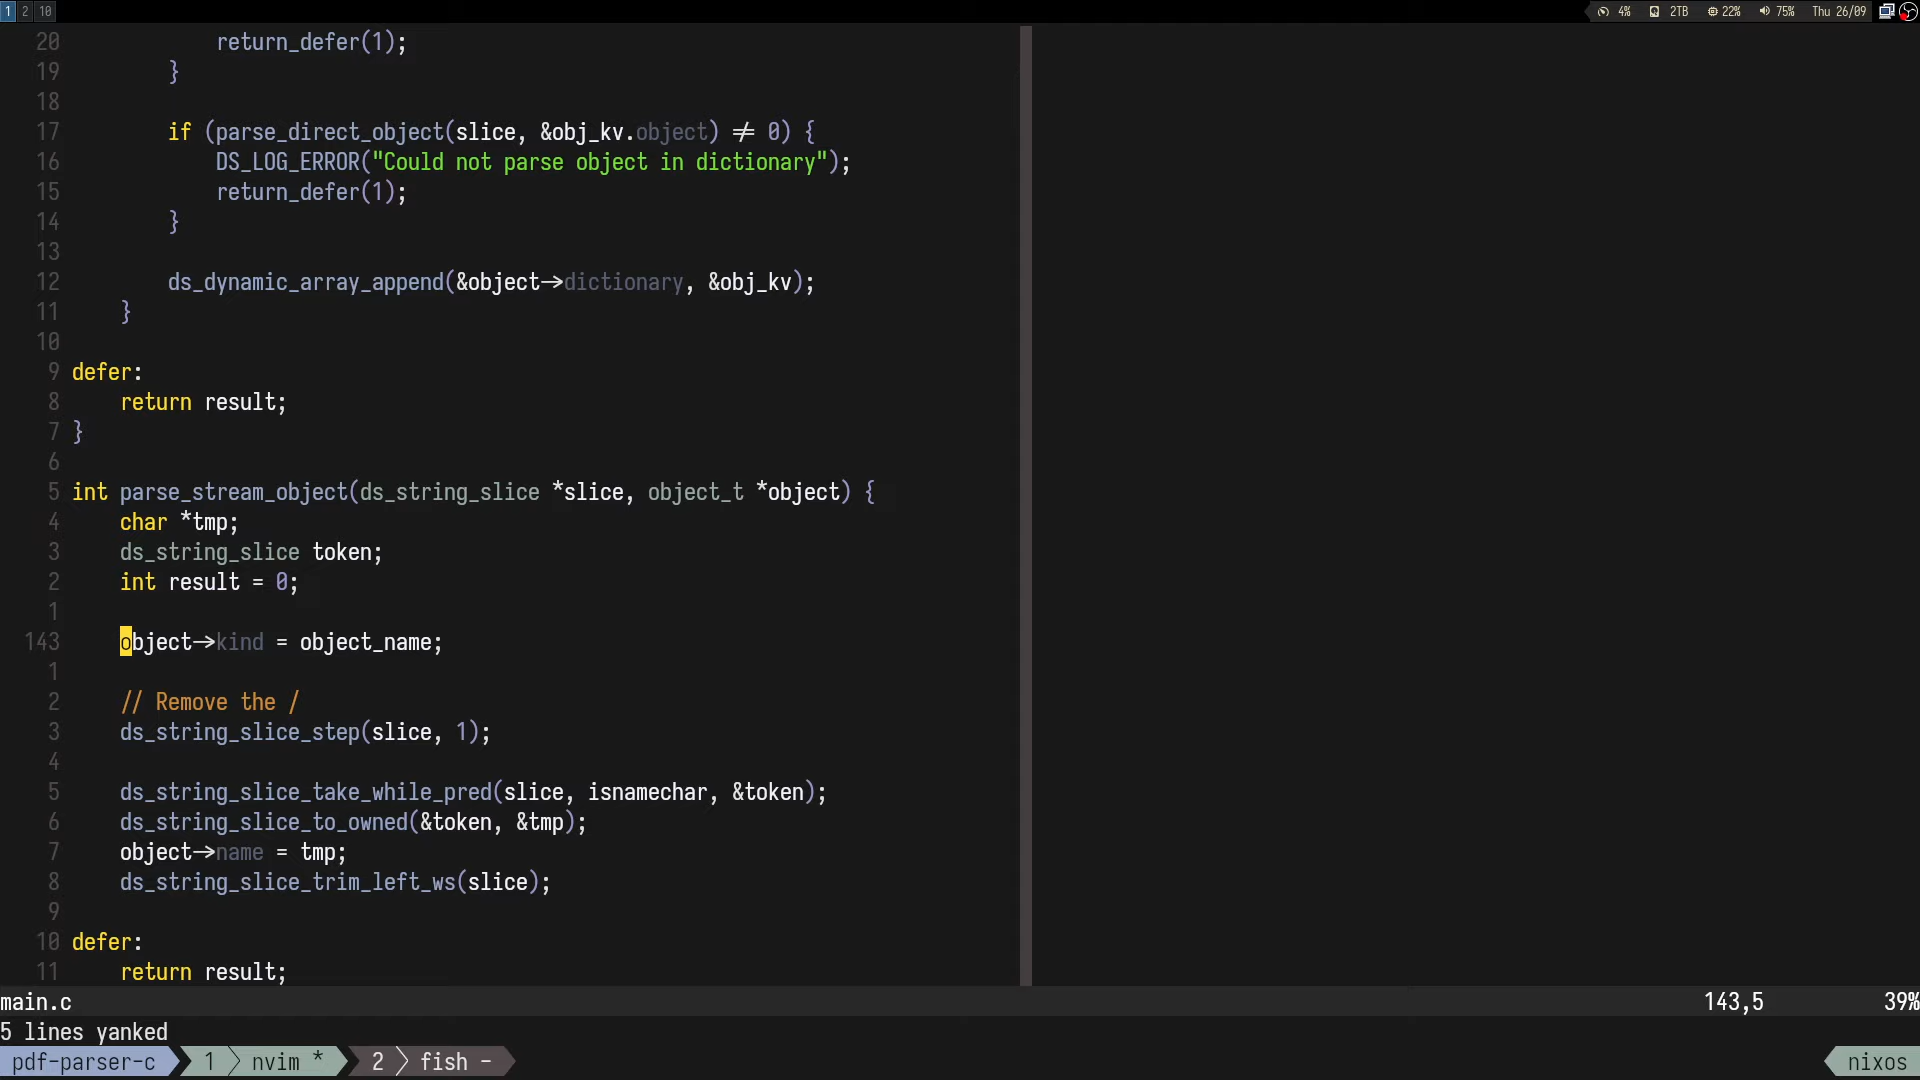 1 2 10 4% 2TB 22% 75% Thu 26/09
20 return_defer(1);
19 }
18
17 if (parse_direct_object(slice, &obj_kv.object) ≠ 0) {
16 DS_LOG_ERROR("Could not parse object in dictionary");
15 return_defer(1);
14 }
13
12 ds_dynamic_array_append(&object→dictionary, &obj_kv);
11 }
10
9 defer:
8 return result;
7 }
6
5 int parse_stream_object(ds_string_slice *slice, object_t *object) {
4 char *tmp;
3 ds_string_slice token;
2 int result = 0;
1
143 object→kind = object_name;
1
2 // Remove the /
3 ds_string_slice_step(slice, 1);
4
5 ds_string_slice_take_while_pred(slice, isnamechar, &token);
6 ds_string_slice_to_owned(&token, &tmp);
7 object→name = tmp;
8 ds_string_slice_trim_left_ws(slice);
9
10 defer:
11 return result;
main.c 143,5 39%
5 lines yanked
pdf-parser-c 1 nvim * 2 fish - nixos